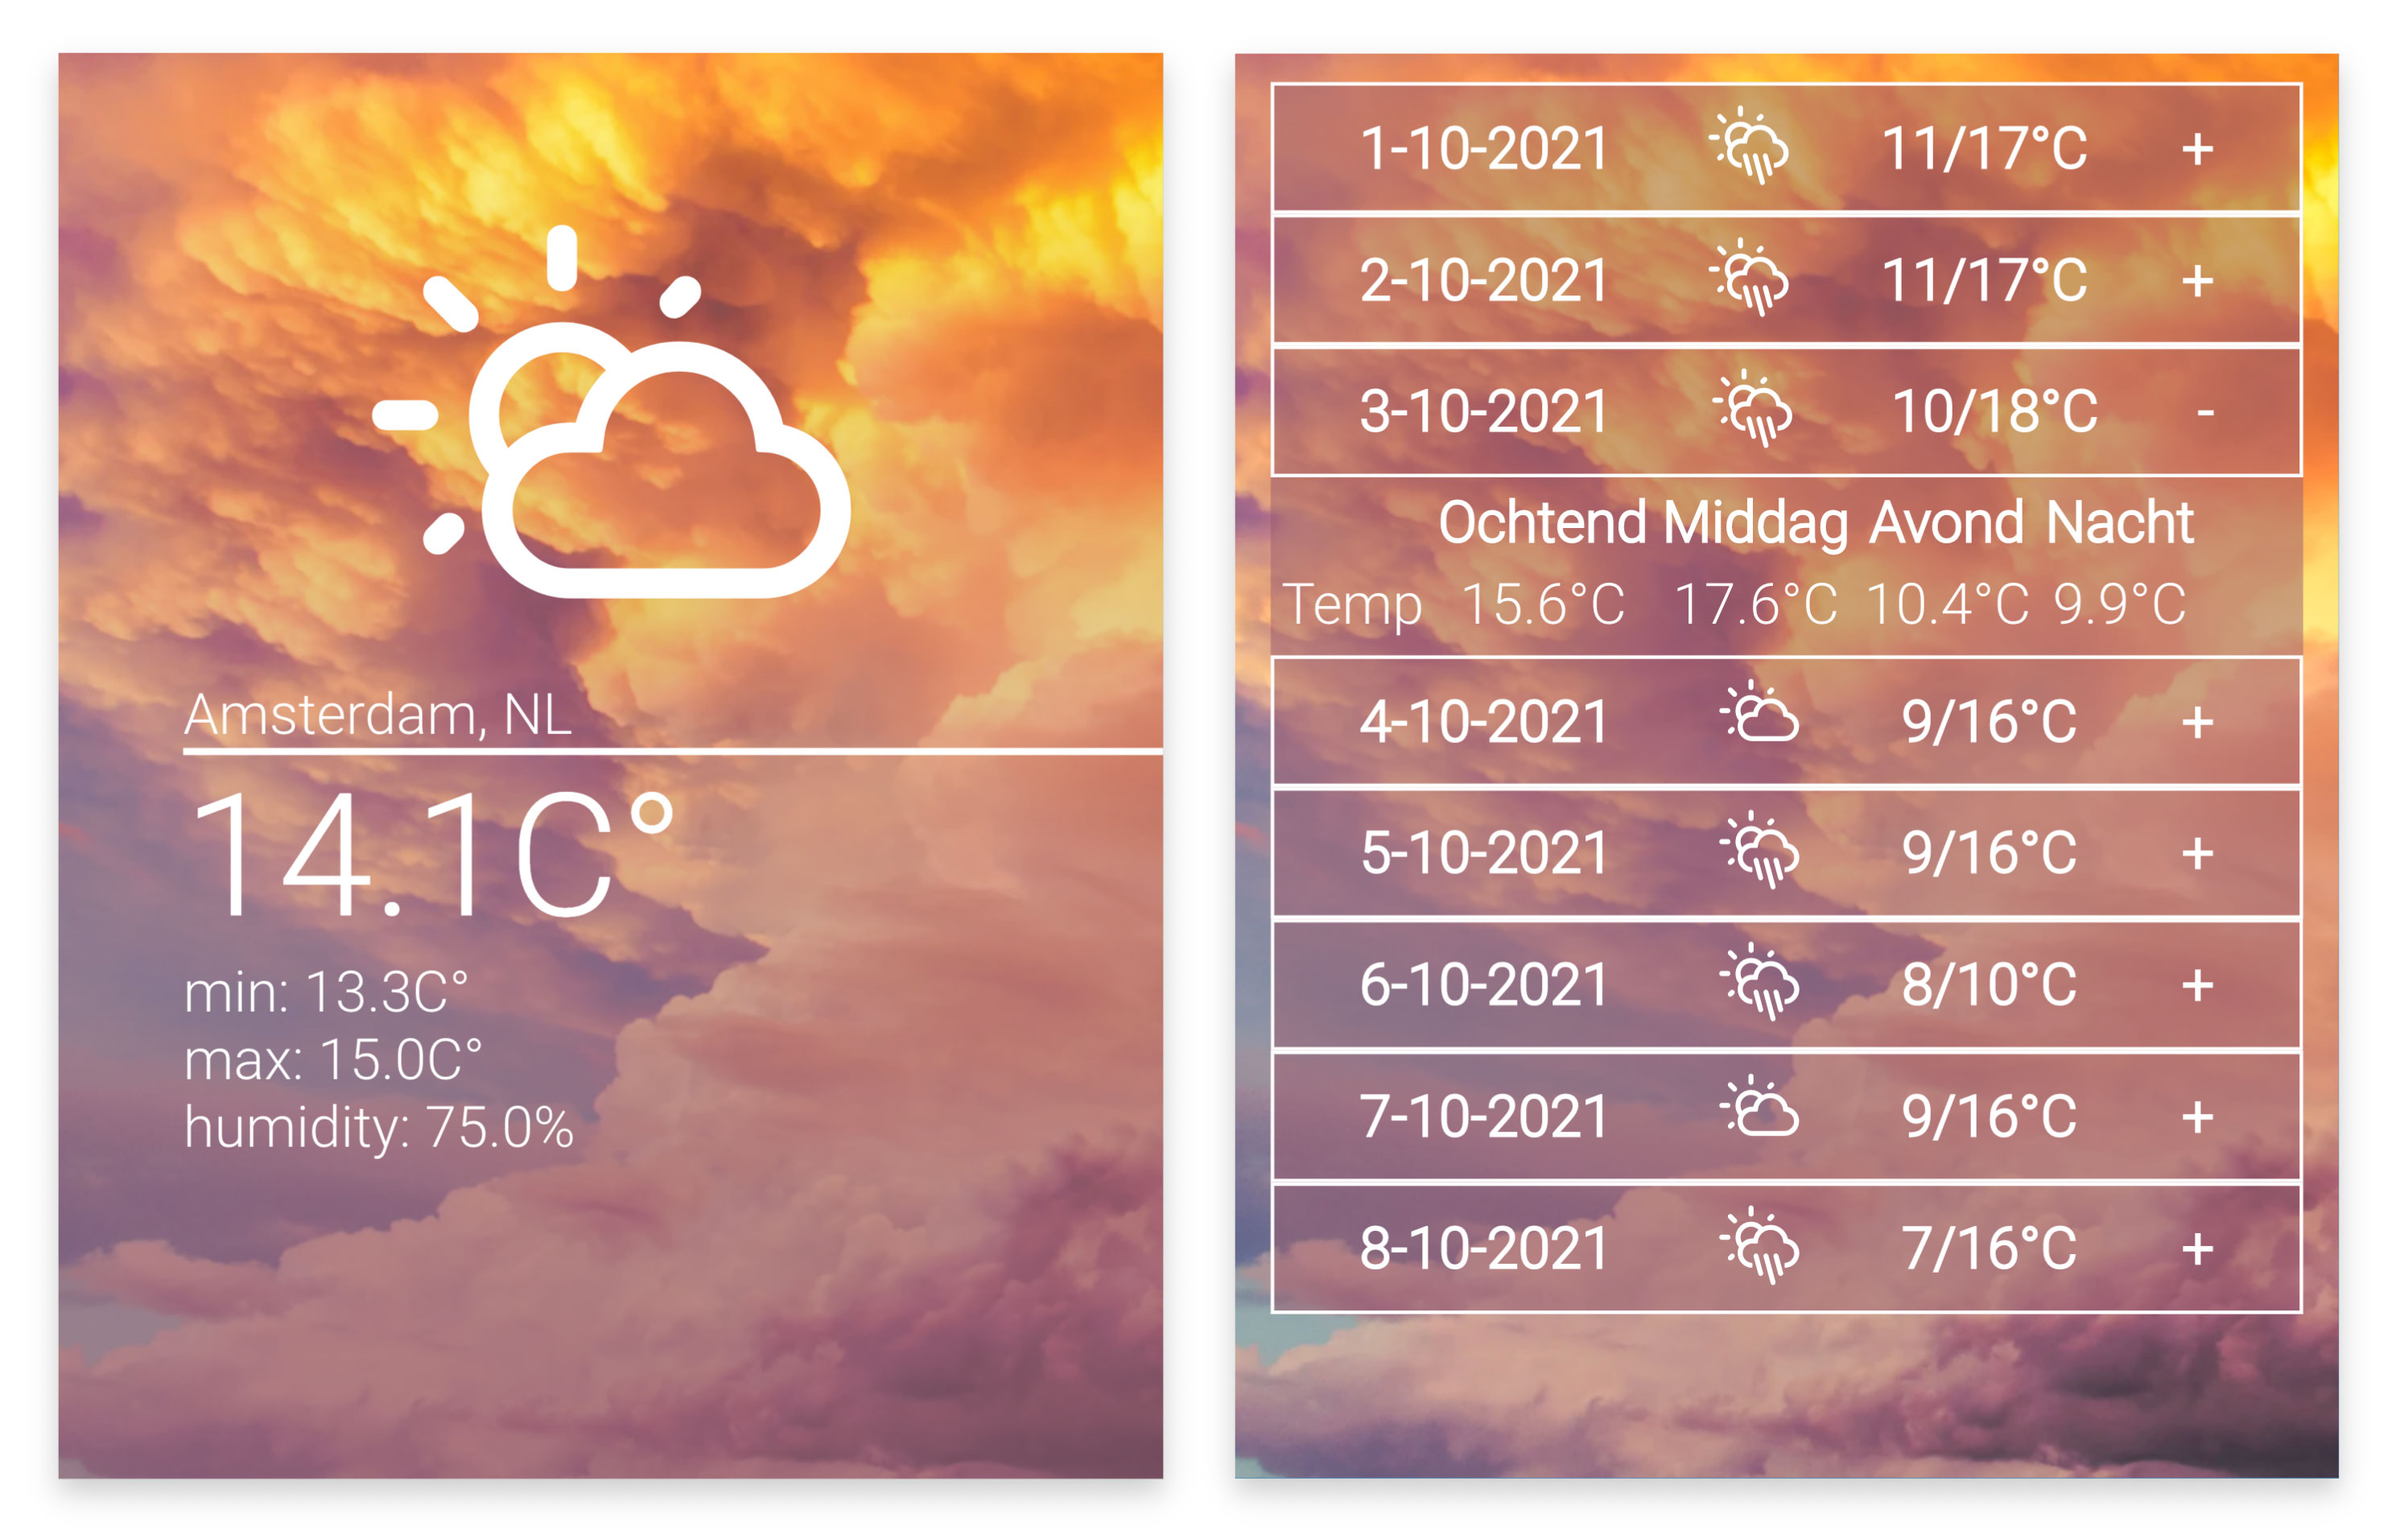 Amsterdam, NL
14.1C°
min: 13.3C°
max: 15.0C°
humidity: 75.0%
1-10-2021 11/17°C +
2-10-2021 11/17°C +
3-10-2021 10/18°C -
Ochtend Middag Avond Nacht
Temp 15.6°C 17.6°C 10.4°C 9.9°C
4-10-2021 9/16°C +
5-10-2021 9/16°C +
6-10-2021 8/10°C +
7-10-2021 9/16°C +
8-10-2021 7/16°C +